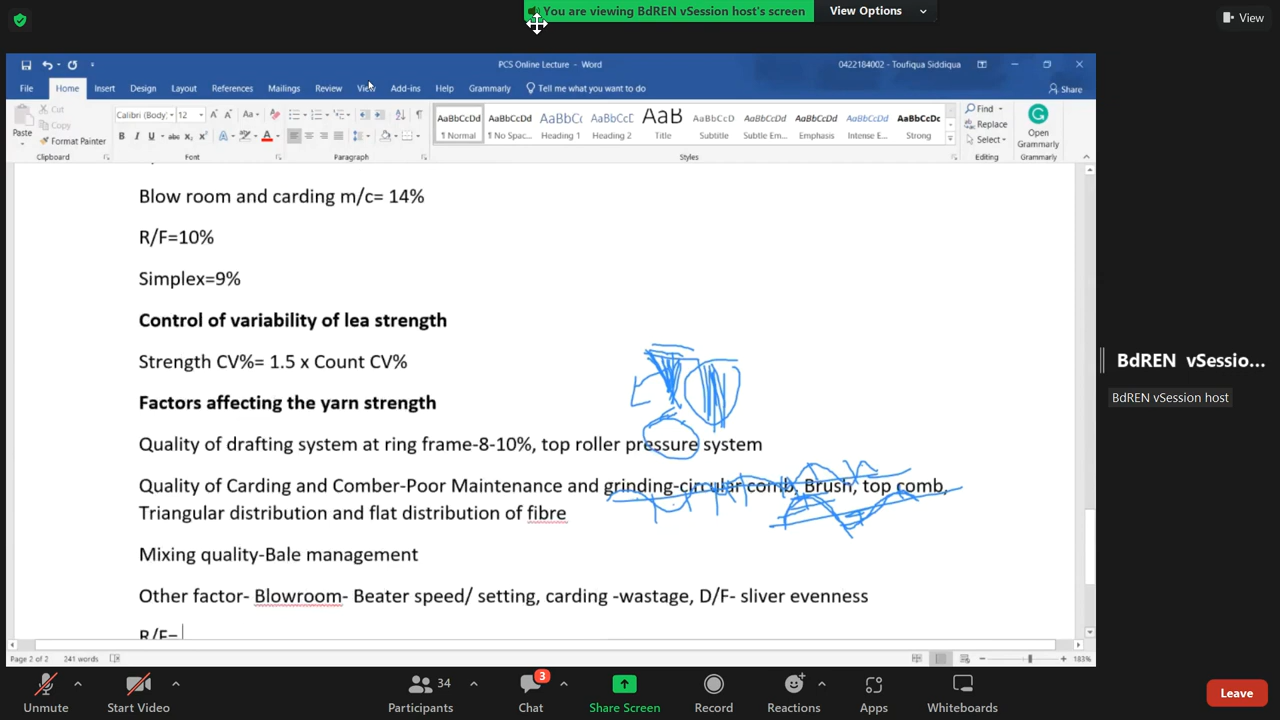 You are viewing BdREN vSession host's screen
View Options
View
PCS Online Lecture - Word
0422184002 - Toufiqua Siddiqua
File Home Insert Design Layout References Mailings Review View Add-ins Help Grammarly Tell me what you want to do
Share
Paste
Cut
Copy
Format Painter
Calibri (Body) 12
AaBbCcDd AaBbCcDd AaBbCc AaBbCcC AaB AaBbCcD AaBbCcDd AaBbCcDd AaBbCcDd AaBbCcDc
¶ Normal ¶ No Spac... Heading 1 Heading 2 Title Subtitle Subtle Em... Emphasis Intense E... Strong
Find
Replace
Select
Open
Grammarly
Clipboard Font Paragraph Styles Editing Grammarly
Blow room and carding m/c= 14%
R/F=10%
Simplex=9%
Control of variability of lea strength
Strength CV%= 1.5 x Count CV%
Factors affecting the yarn strength
Quality of drafting system at ring frame-8-10%, top roller pressure system
Quality of Carding and Comber-Poor Maintenance and grinding-circular comb, Brush, top comb,
Triangular distribution and flat distribution of fibre
Mixing quality-Bale management
Other factor- Blowroom- Beater speed/ setting, carding -wastage, D/F- sliver evenness
R/F=
Page 2 of 2 241 words
183%
BdREN vSessio...
BdREN vSession host
Unmute
Start Video
34
Participants
3
Chat
Share Screen
Record
Reactions
Apps
Whiteboards
Leave